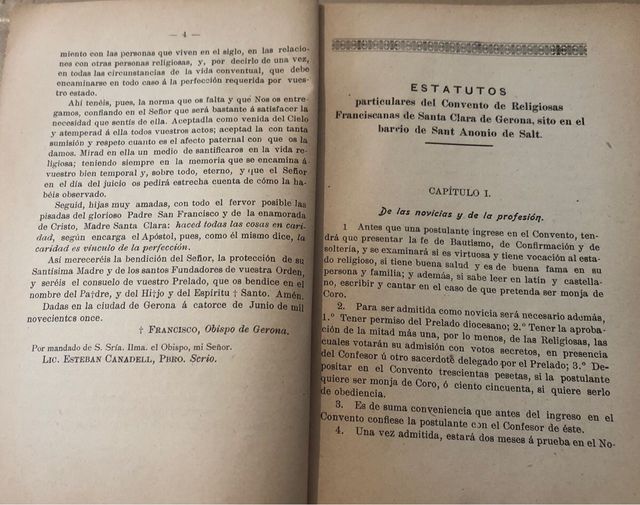 — 4 —
miento con las personas que viven en el siglo, en las relacio-
nes con otras personas religiosas, y, por decirlo de una vez,
en todas las circunstancias de la vida conventual, que debe
encaminarse en todo caso á la perfección requerida por vues-
tro estado.
Ahí tenéis, pues, la norma que os falta y que Nos os entre-
gamos, confiando en el Señor que será bastante á satisfacer la
necesidad que sentís de ella. Aceptadla como venida del Cielo
y atemperad á ella todos vuestros actos; aceptad la con tanta
sumisión y respeto cuanto es el afecto paternal con que os la
damos. Mirad en ella un medio de santificaros en la vida re-
ligiosa; teniendo siempre en la memoria que se encamina á
vuestro bien temporal y, sobre todo, eterno, y que el Señor
en el día del juicio os pedirá estrecha cuenta de cómo la ha-
béis observado.
Seguid, hijas muy amadas, con todo el fervor posible las
pisadas del glorioso Padre San Francisco y de la enamorada
de Cristo, Madre Santa Clara: haced todas las cosas en cari-
dad, según encarga el Apóstol, pues, como él mismo dice, la
caridad es vínculo de la perfección.
Así mereceréis la bendición del Señor, la protección de su
Santísima Madre y de los santos Fundadores de vuestra Orden,
y seréis el consuelo de vuestro Prelado, que os bendice en el
nombre del Pa†dre, y del Hi†jo y del Espíritu † Santo. Amén.
Dadas en la ciudad de Gerona á catorce de Junio de mil
novecientcs once.
† FRANCISCO, Obispo de Gerona.
Por mandado de S. Sría. Ilma. el Obispo, mi Señor.
LIC. ESTEBAN CANADELL, PBRO. Serio.
ESTATUTOS
particulares del Convento de Religiosas
Franciscanas de Santa Clara de Gerona, sito en el
barrio de Sant Anonio de Salt.
CAPÍTULO I.
De las novicias y de la profesión.
1 Antes que una postulante ingrese en el Convento, ten-
drá que presentar la fe de Bautismo, de Confirmación y de
soltería, y se examinará si es virtuosa y tiene vocación al esta-
do religioso, si tiene buena salud y es de buena fama en su
persona y familia; y además, si sabe leer en latín y castella-
no, escribir y cantar en el caso de que pretenda ser monja de
Coro.
2. Para ser admitida como novicia será necesario además,
1.º Tener permiso del Prelado diocesano; 2.º Tener la aproba-
ción de la mitad más una, por lo menos, de las Religiosas, las
cuales votarán su admisión con votos secretos, en presencia
del Confesor ú otro sacerdote delegado por el Prelado; 3.º De-
positar en el Convento trescientas pesetas, si la postulante
quiere ser monja de Coro, ó ciento cincuenta, si quiere serlo
de obediencia.
3. Es de suma conveniencia que antes del ingreso en el
Convento confiese la postulante con el Confesor de éste.
4. Una vez admitida, estará dos meses á prueba en el No-